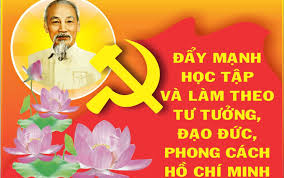 ĐẨY MẠNH
HỌC TẬP
VÀ LÀM THEO
TƯ TƯỞNG,
ĐẠO ĐỨC,
PHONG CÁCH
HỒ CHÍ MINH